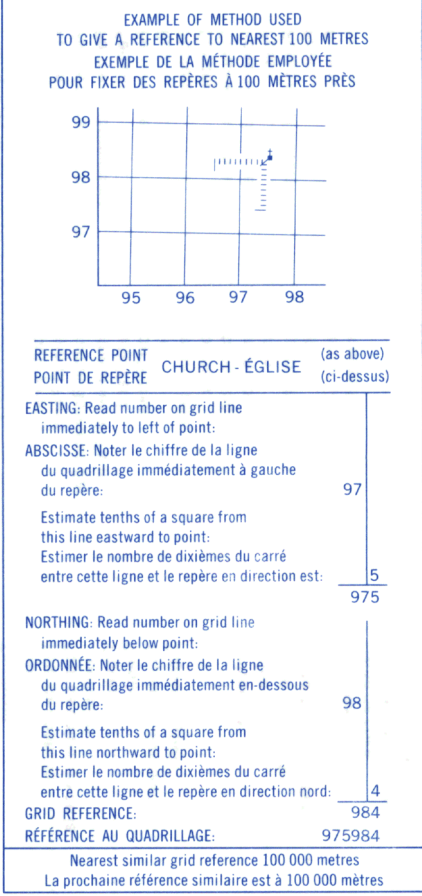 EXAMPLE OF METHOD USED
TO GIVE A REFERENCE TO NEAREST 100 METRES
EXEMPLE DE LA MÉTHODE EMPLOYÉE
POUR FIXER DES REPÈRES À 100 MÈTRES PRÈS
99
98
97
95 96 97 98
REFERENCE POINT
POINT DE REPÈRE
CHURCH - ÉGLISE
(as above)
(ci-dessus)
EASTING: Read number on grid line
immediately to left of point:
ABSCISSE: Noter le chiffre de la ligne
du quadrillage immédiatement à gauche
du repère: 97
Estimate tenths of a square from
this line eastward to point:
Estimer le nombre de dixièmes du carré
entre cette ligne et le repère en direction est: 5
975
NORTHING: Read number on grid line
immediately below point:
ORDONNÉE: Noter le chiffre de la ligne
du quadrillage immédiatement en-dessous
du repère: 98
Estimate tenths of a square from
this line northward to point:
Estimer le nombre de dixièmes du carré
entre cette ligne et le repère en direction nord: 4
GRID REFERENCE: 984
RÉFÉRENCE AU QUADRILLAGE: 975984
Nearest similar grid reference 100 000 metres
La prochaine référence similaire est à 100 000 mètres